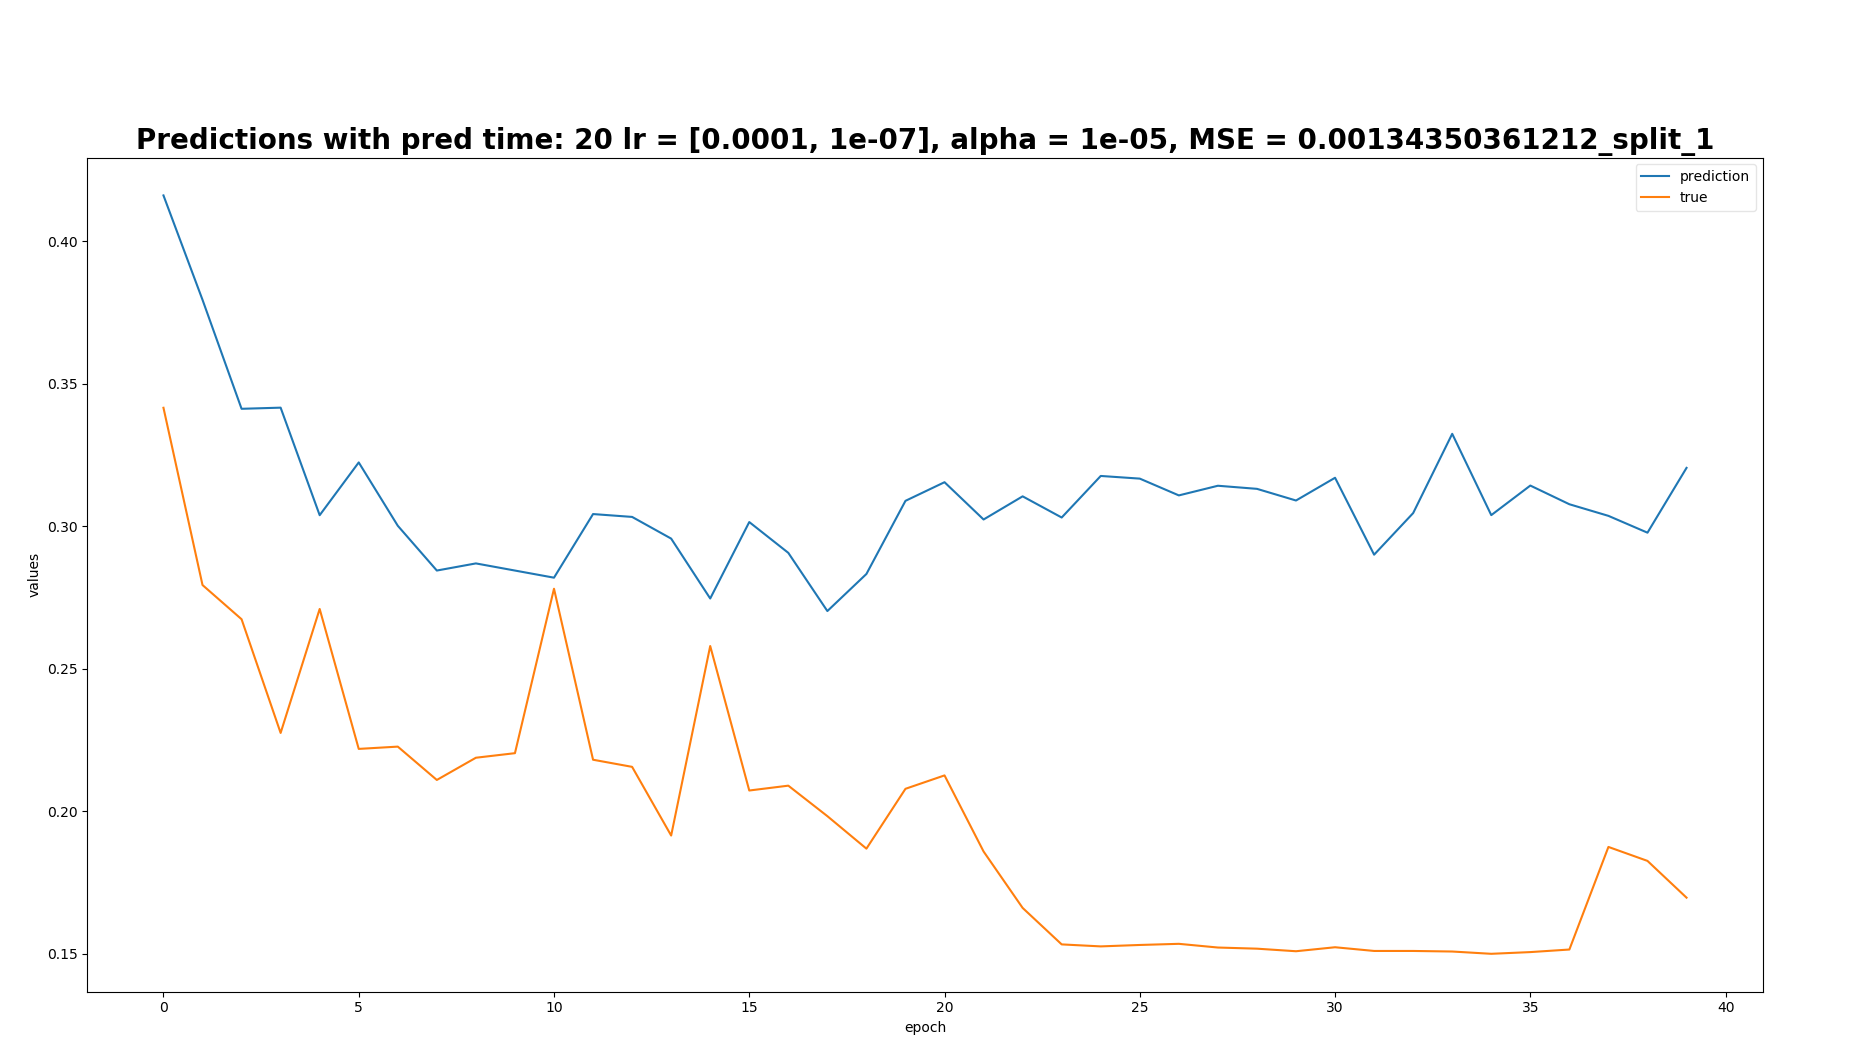 Predictions with pred time: 20 lr = [0.0001, 1e-07], alpha = 1e-05, MSE = 0.00134350361212_split_1
prediction
true
0.40
0.35
0.30
0.25
0.20
0.15
values
0 5 10 15 20 25 30 35 40
epoch